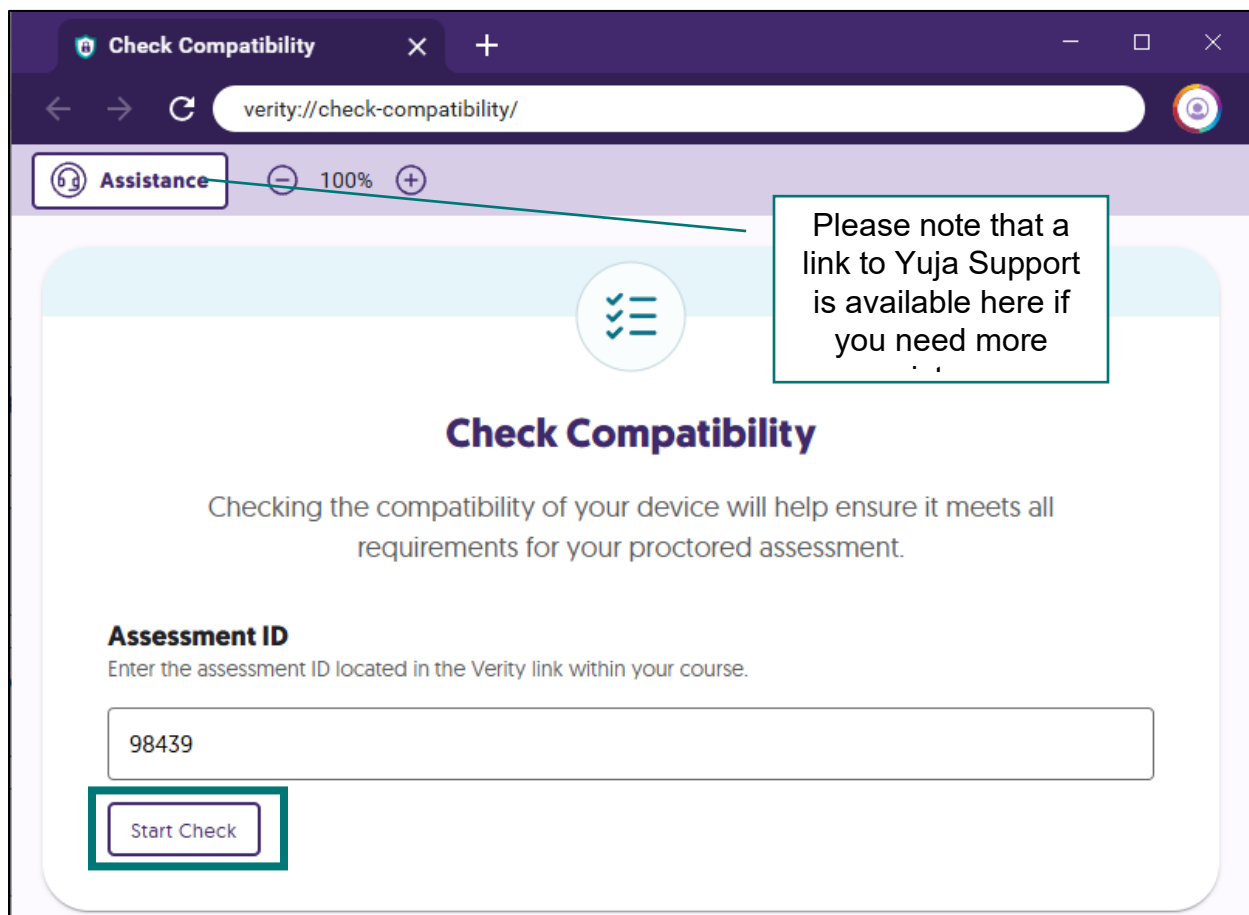 Check Compatibility
verity://check-compatibility/
Assistance
100%
Please note that a
link to Yuja Support
is available here if
you need more
Check Compatibility
Checking the compatibility of your device will help ensure it meets all
requirements for your proctored assessment.
Assessment ID
Enter the assessment ID located in the Verity link within your course.
98439
Start Check